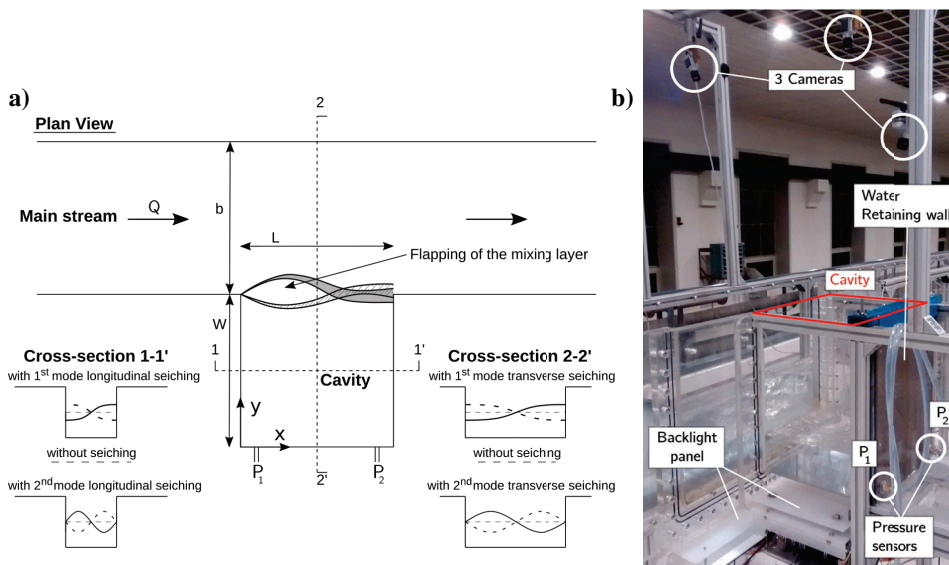 a)
Plan View
2
Main stream
Q
b
L
Flapping of the mixing layer
W
1
1'
Cross-section 1-1'
with 1st mode longitudinal seiching
without seiching
with 2nd mode longitudinal seiching
Cavity
y
x
P1
P2
2'
Cross-section 2-2'
with 1st mode transverse seiching
without seiching
with 2nd mode transverse seiching
b)
3 Cameras
Water
Retaining wall
Cavity
Backlight
panel
P1
P2
Pressure
sensors